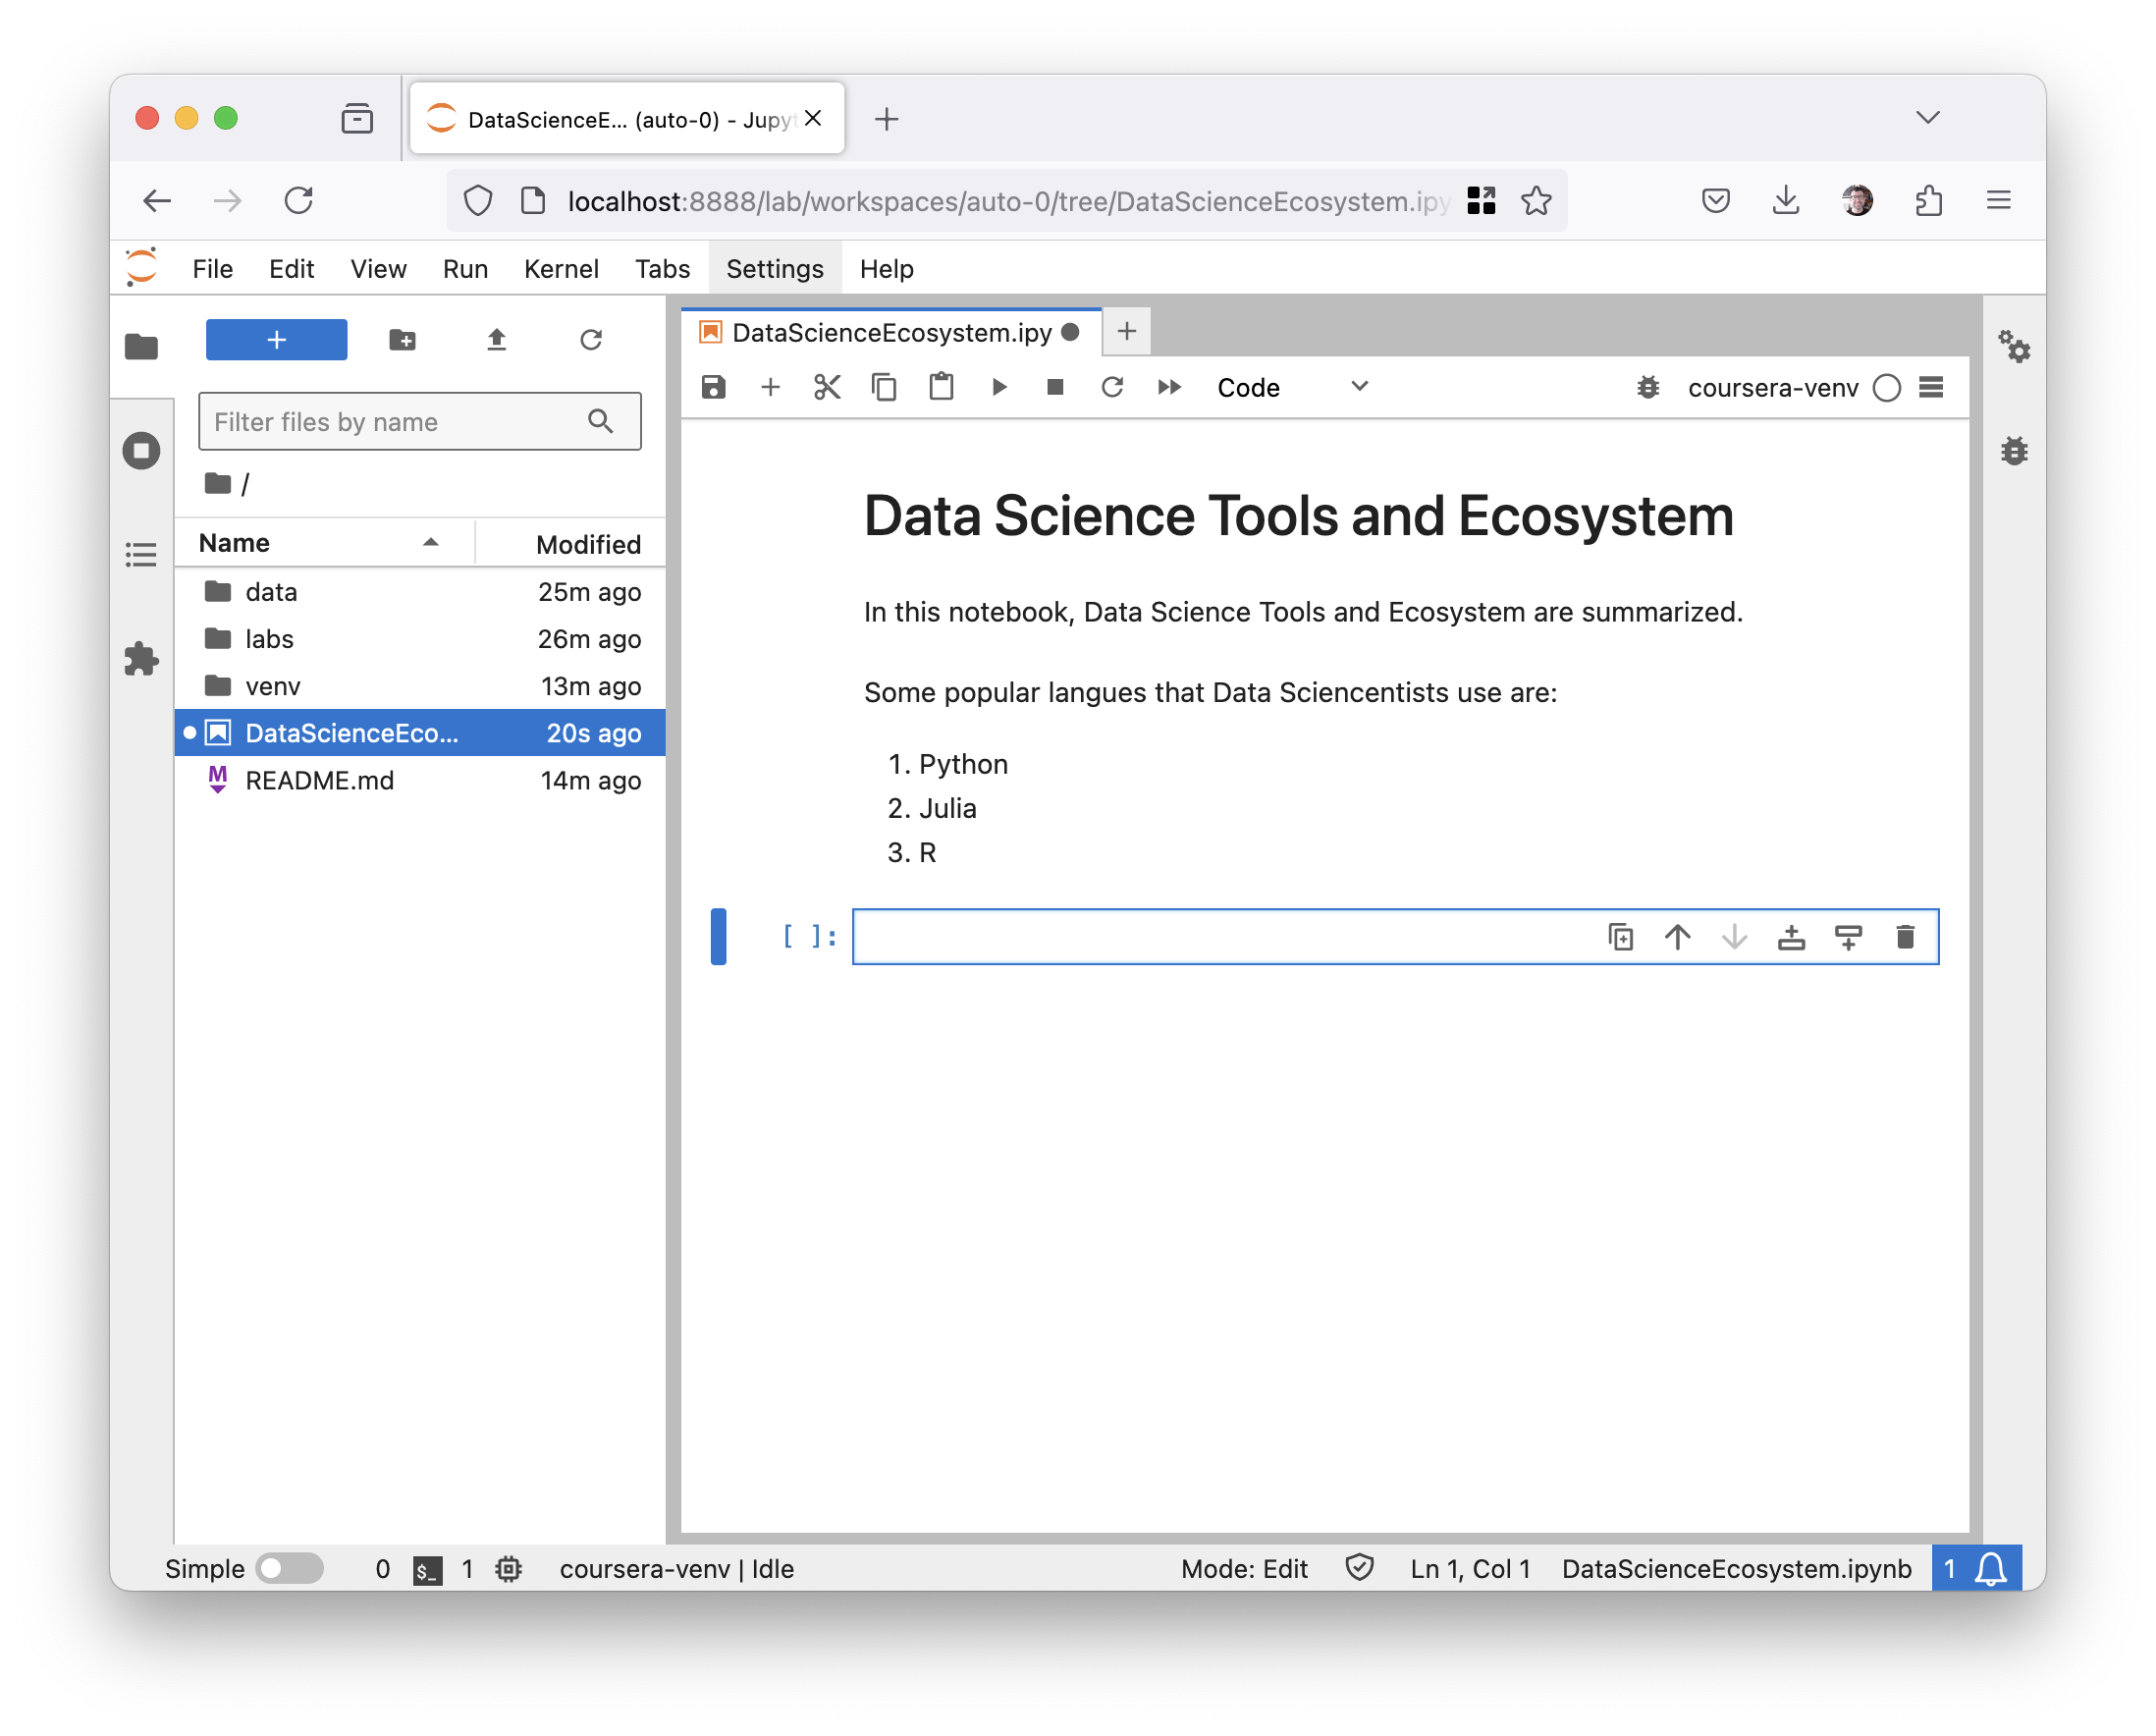 DataScienceE... (auto-0) - Jupyt
localhost:8888/lab/workspaces/auto-0/tree/DataScienceEcosystem.ipy
File Edit View Run Kernel Tabs Settings Help
Filter files by name
/
Name Modified
data 25m ago
labs 26m ago
venv 13m ago
DataScienceEco... 20s ago
README.md 14m ago
DataScienceEcosystem.ipy
Code coursera-venv
Data Science Tools and Ecosystem
In this notebook, Data Science Tools and Ecosystem are summarized.
Some popular langues that Data Sciencentists use are:
1. Python
2. Julia
3. R
[ ]:
Simple 0 $_ 1 coursera-venv | Idle Mode: Edit Ln 1, Col 1 DataScienceEcosystem.ipynb 1